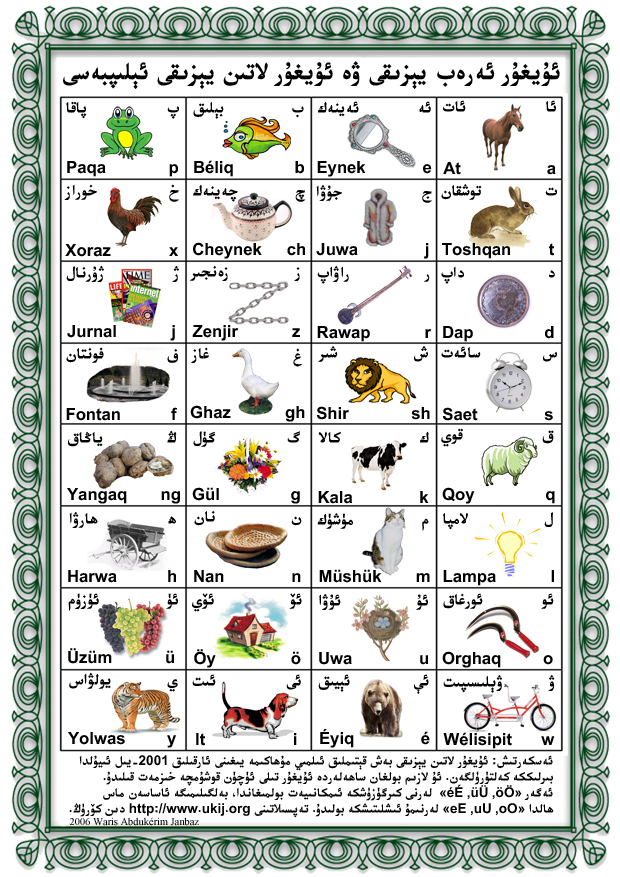 ئۇيغۇر ئەرەب يېزىقى ۋە ئۇيغۇر لاتىن يېزىقى ئېلىپبەسى
ئا ئات
At a
ئە ئەينەك
Eynek e
ب بېلىق
Béliq b
پ پاقا
Paqa p
ت توشقان
Toshqan t
ج جۇۋا
Juwa j
چ چەينەك
Cheynek ch
خ خوراز
Xoraz x
د داپ
Dap d
ر راۋاپ
Rawap r
ز زەنجىر
Zenjir z
ژ ژۇرنال
Jurnal j
س سائەت
Saet s
ش شىر
Shir sh
غ غاز
Ghaz gh
ف فونتان
Fontan f
ق قوي
Qoy q
ك كالا
Kala k
گ گۈل
Gül g
ڭ ياڭاق
Yangaq ng
ل لامپا
Lampa l
م مۈشۈك
Müshük m
ن نان
Nan n
ھ ھارۋا
Harwa h
ئو ئورغاق
Orghaq o
ئۇ ئۇۋا
Uwa u
ئۆ ئۆي
Öy ö
ئۈ ئۈزۈم
Üzüm ü
ۋ ۋېلىسىپىت
Wélisipit w
ئې ئېيىق
Éyiq é
ئى ئىت
It i
ي يولۋاس
Yolwas y
ئەسكەرتىش: ئۇيغۇر لاتىن يېزىقى بەش قېتىملىق ئىلمىي مۇھاكىمە يىغىنى ئارقىلىق 2001-يىل ئىيۇلدا
بىرلىككە كەلتۈرۈلگەن. ئۇ لازىم بولغان ساھەلەردە ئۇيغۇر تىلى ئۈچۈن قوشۇمچە خىزمەت قىلىدۇ.
ئەگەر «éÉ ,üÜ ,öÖ» لەرنى كىرگۈزۈشكە ئىمكانىيەت بولمىغاندا، بەلگىلىمىگە ئاساسەن ماس
ھالدا «eE ,uU ,oO» لەرنىمۇ ئىشلىتىشكە بولىدۇ. تەپسىلاتىنى http://www.ukij.org دىن كۆرۈڭ.
2006 Waris Abdukérim Janbaz